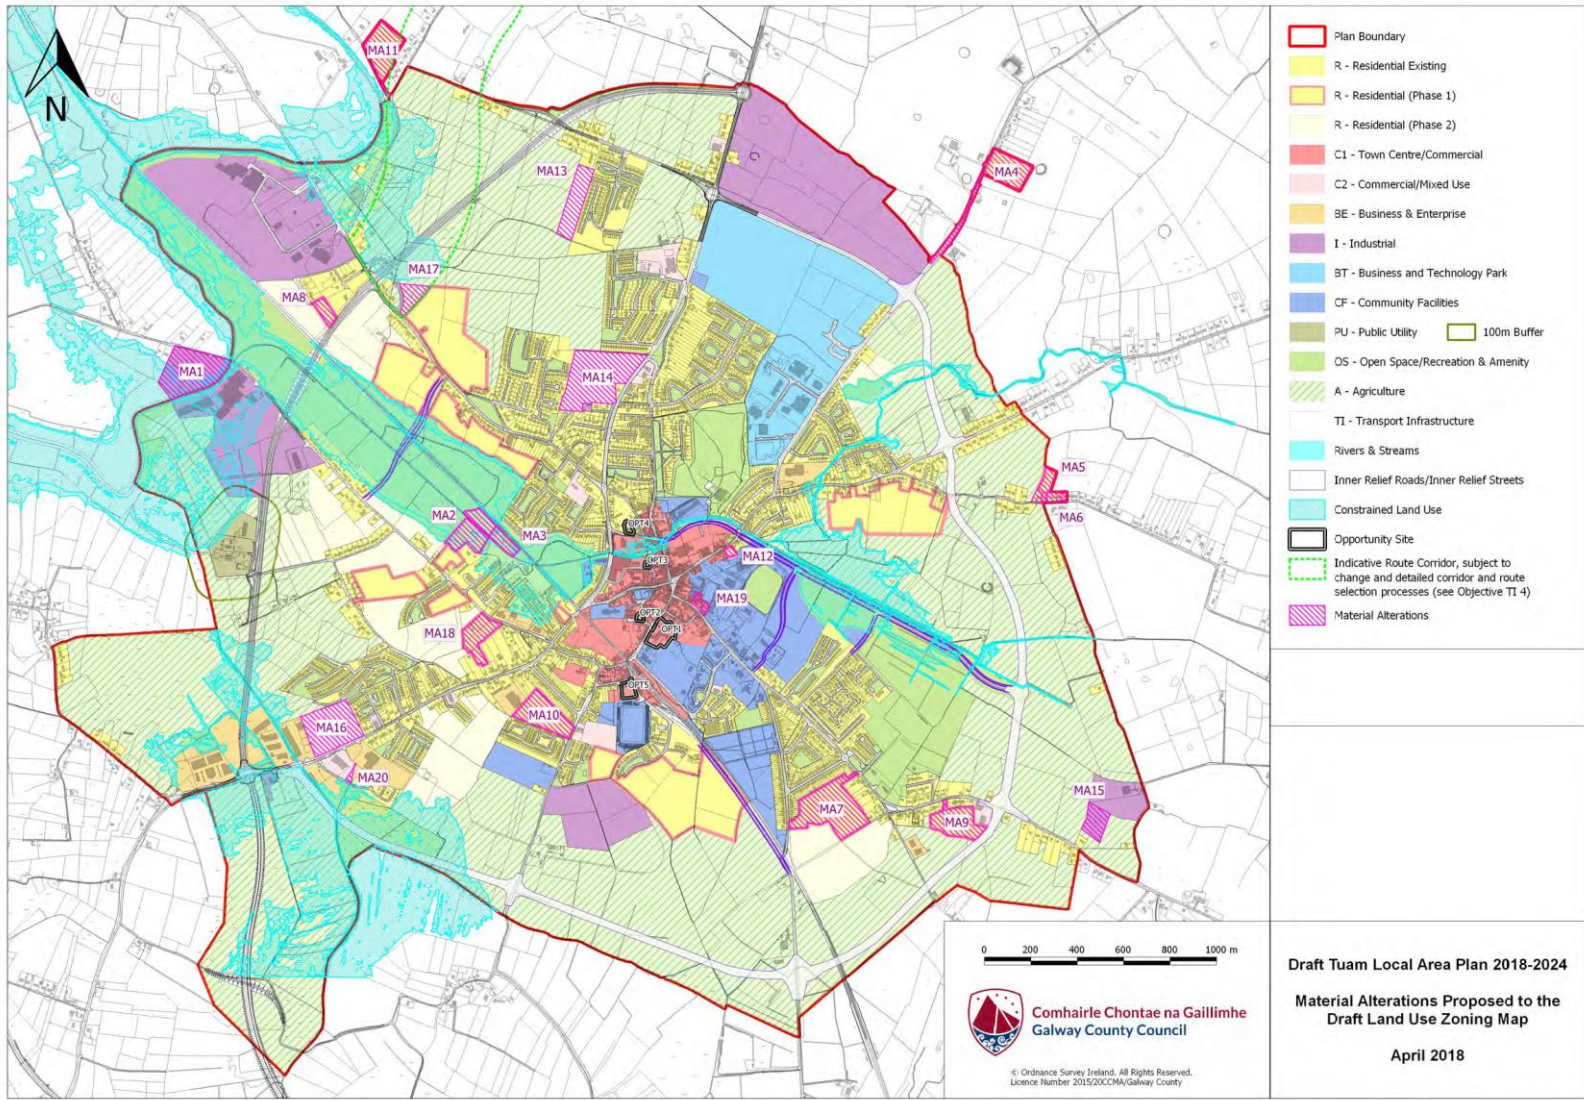 N
MA11
MA13
MA4
MA17
MA8
MA1
MA14
MA5
MA6
MA2
MA3
OPT4
OPT3
MA12
MA19
OPT2
OPT1
MA18
OPT5
MA10
MA16
MA20
MA7
MA9
MA15
Plan Boundary
R - Residential Existing
R - Residential (Phase 1)
R - Residential (Phase 2)
C1 - Town Centre/Commercial
C2 - Commercial/Mixed Use
BE - Business & Enterprise
I - Industrial
BT - Business and Technology Park
CF - Community Facilities
PU - Public Utility 100m Buffer
OS - Open Space/Recreation & Amenity
A - Agriculture
TI - Transport Infrastructure
Rivers & Streams
Inner Relief Roads/Inner Relief Streets
Constrained Land Use
Opportunity Site
Indicative Route Corridor, subject to
change and detailed corridor and route
selection processes (see Objective TI 4)
Material Alterations
0 200 400 600 800 1000 m
Comhairle Chontae na Gaillimhe
Galway County Council
© Ordnance Survey Ireland. All Rights Reserved.
Licence Number 2015/20CCMA/Galway County
Draft Tuam Local Area Plan 2018-2024
Material Alterations Proposed to the
Draft Land Use Zoning Map
April 2018